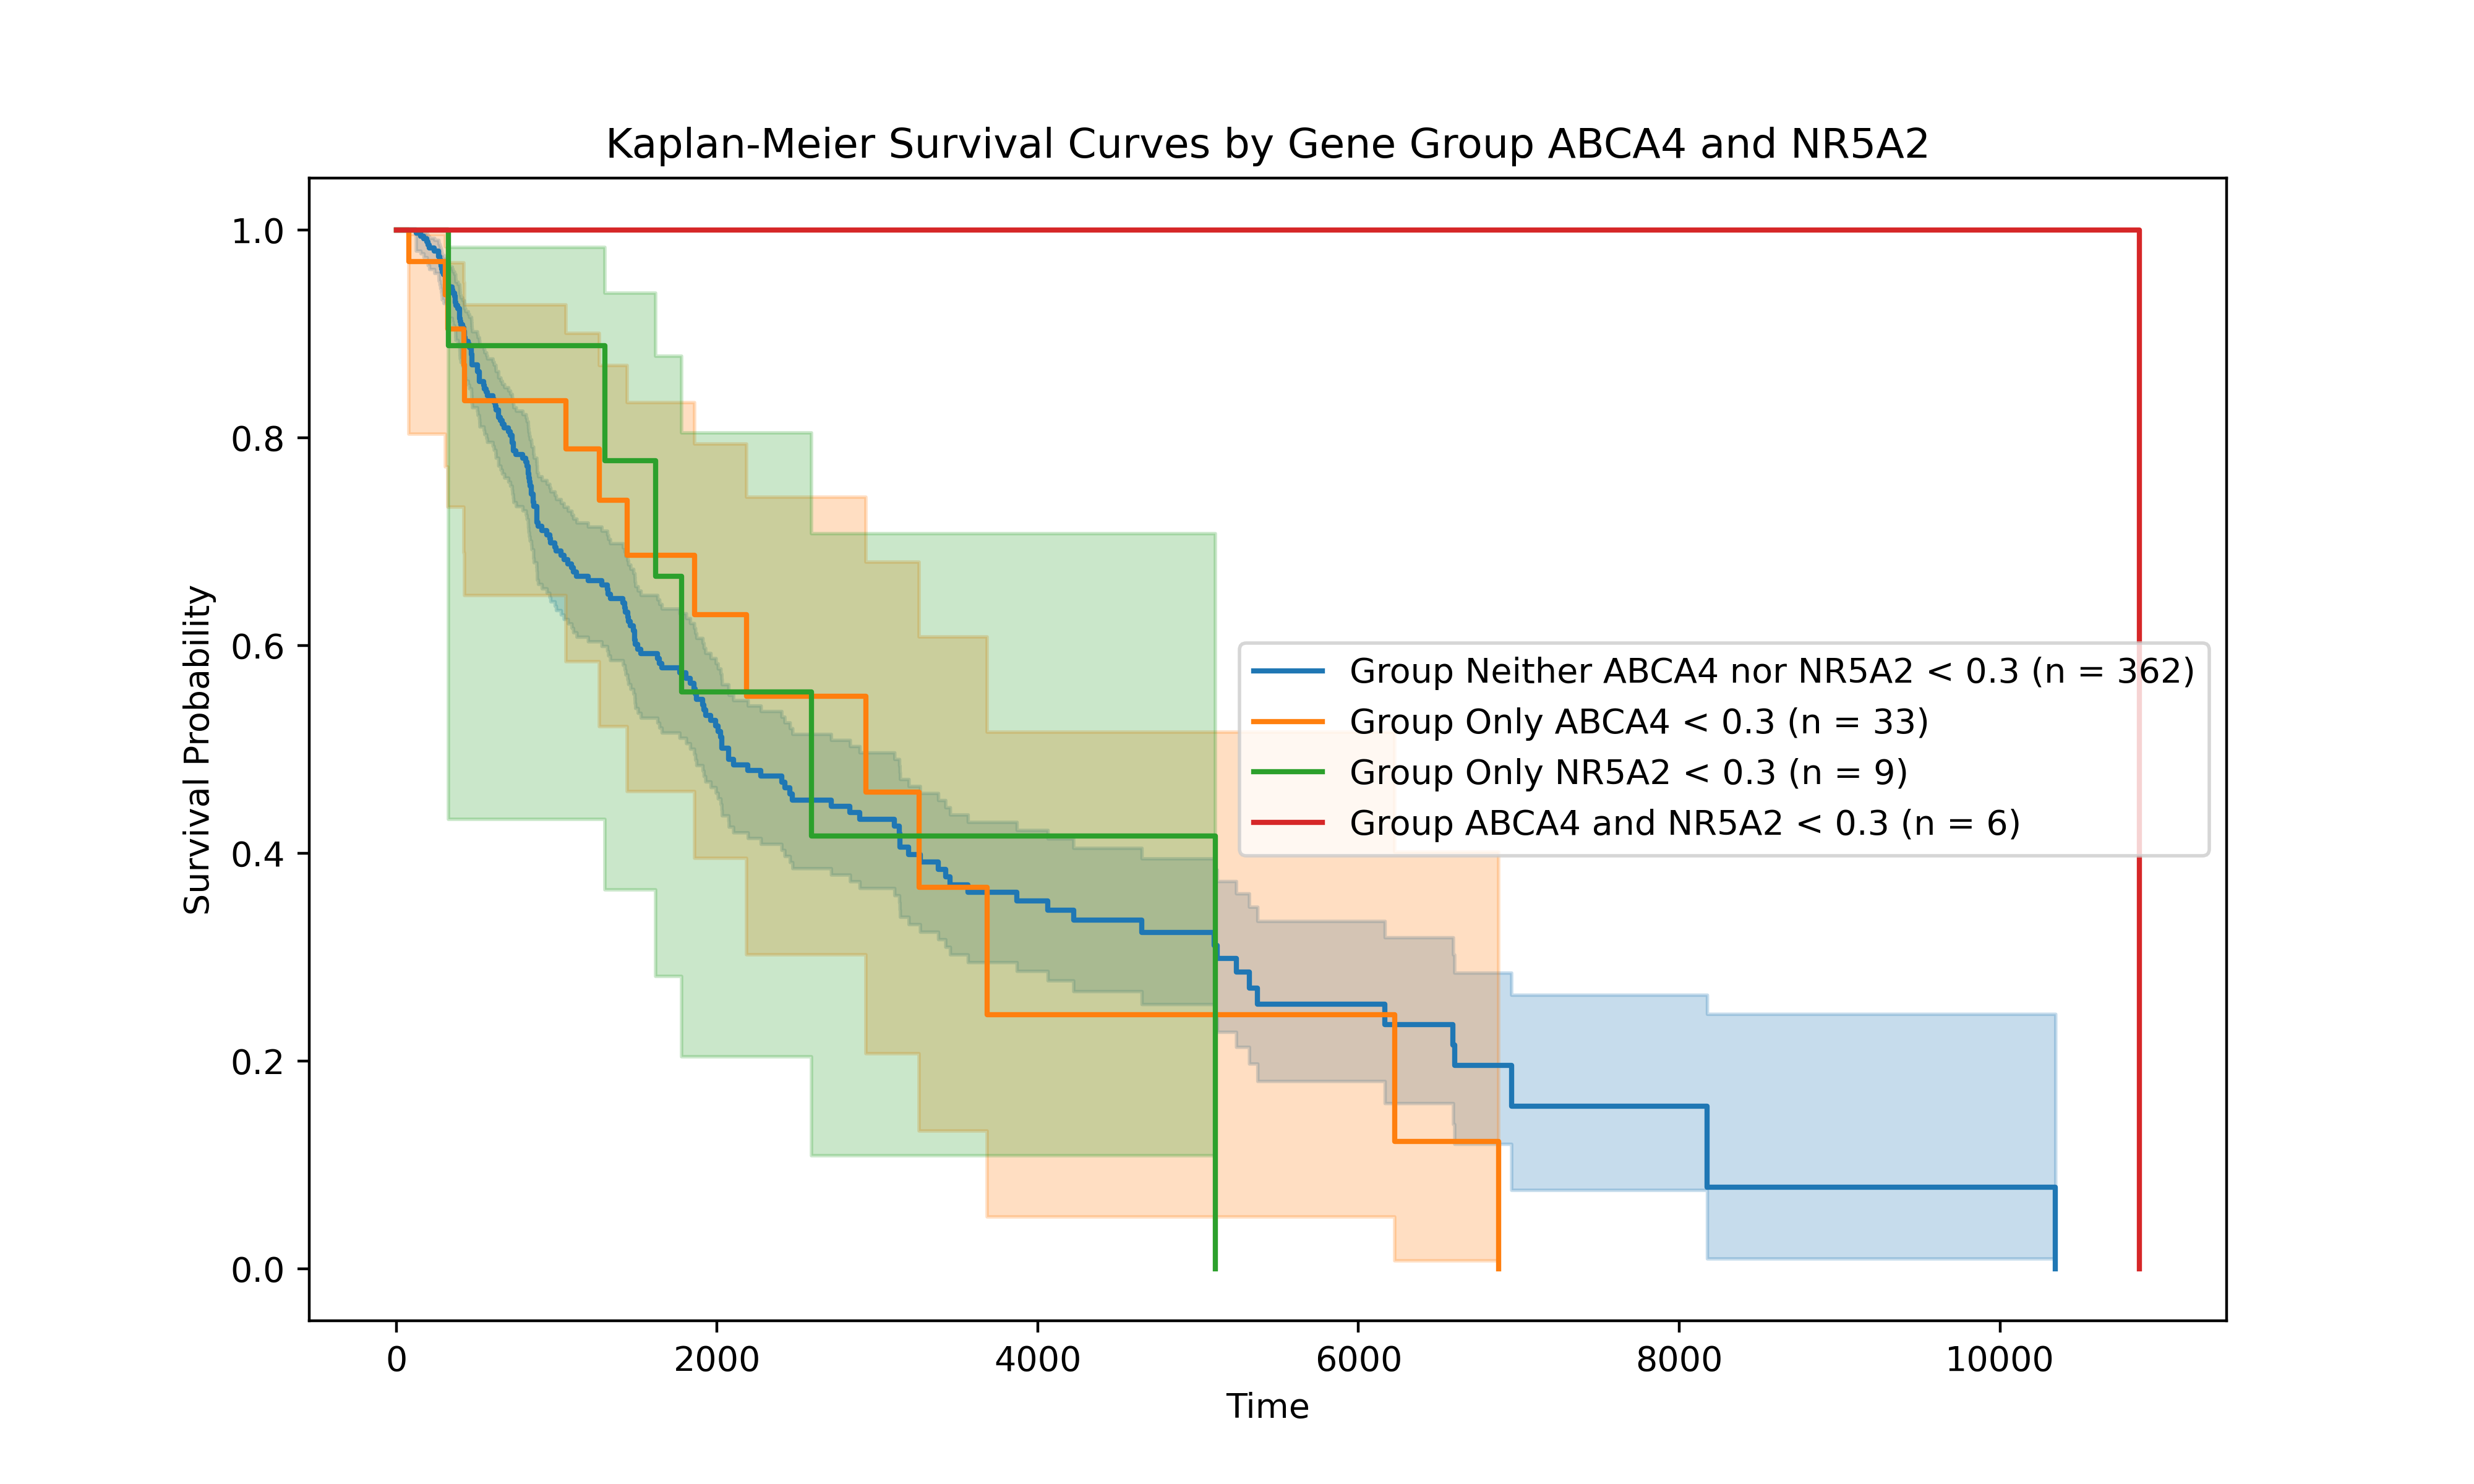 Kaplan-Meier Survival Curves by Gene Group ABCA4 and NR5A2
Survival Probability
1.0
0.8
0.6
0.4
0.2
0.0
Group Neither ABCA4 nor NR5A2 < 0.3 (n = 362)
Group Only ABCA4 < 0.3 (n = 33)
Group Only NR5A2 < 0.3 (n = 9)
Group ABCA4 and NR5A2 < 0.3 (n = 6)
0 2000 4000 6000 8000 10000
Time